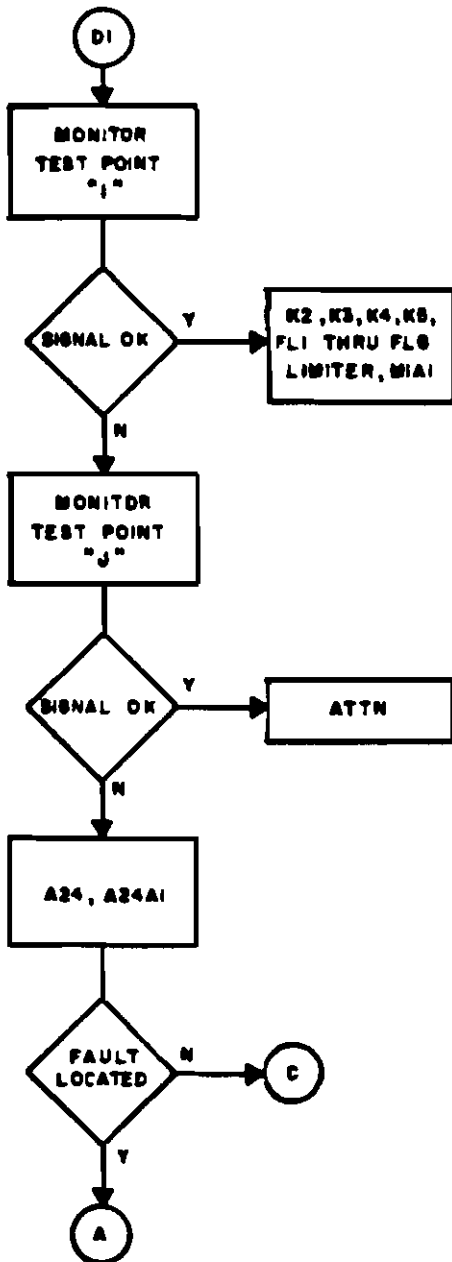 D1
MONITOR
TEST POINT
"I"
SIGNAL OK
Y
K2, K3, K4, K5,
FL1 THRU FL6
LIMITER, M1A1
N
MONITOR
TEST POINT
"J"
SIGNAL OK
Y
ATTN
N
A24, A24A1
FAULT
LOCATED
N
C
Y
A